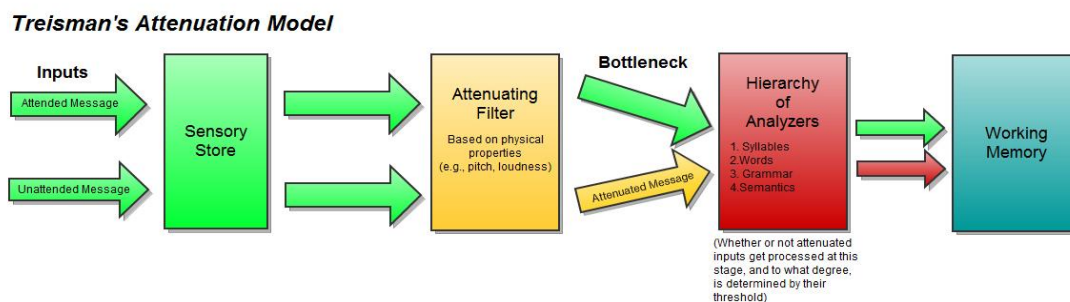 Treisman's Attenuation Model
Inputs
Attended Message
Unattended Message
Sensory
Store
Attenuating
Filter
Based on physical
properties
(e.g., pitch, loudness)
Bottleneck
Attenuated Message
Hierarchy
of
Analyzers
1. Syllables
2.Words
3. Grammar
4.Semantics
(Whether or not attenuated
inputs get processed at this
stage, and to what degree,
is determined by their
threshold)
Working
Memory